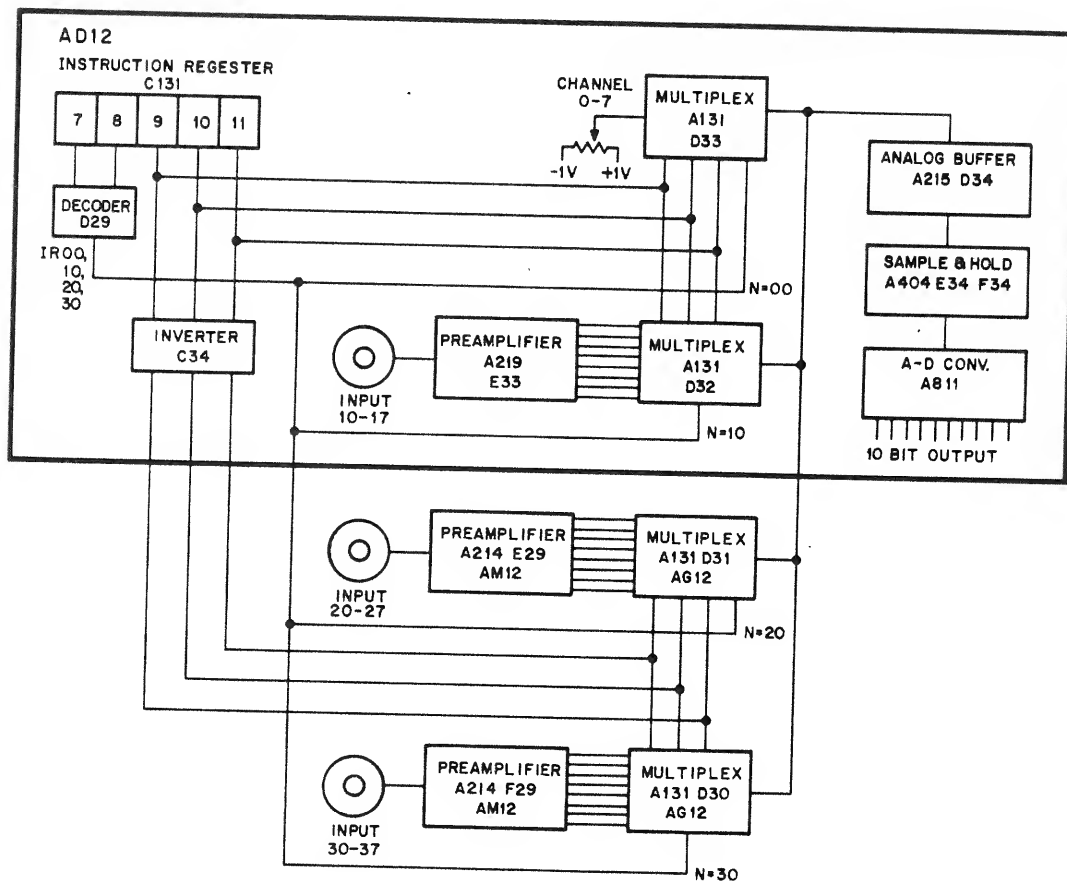 AD12
INSTRUCTION REGESTER
C131
7 8 9 10 11
DECODER
D29
IR00,
10,
20,
30
INVERTER
C34
CHANNEL
0-7
-1V +1V
MULTIPLEX
A131
D33
N=00
ANALOG BUFFER
A215 D34
SAMPLE & HOLD
A404 E34 F34
A-D CONV.
A811
10 BIT OUTPUT
INPUT
10-17
PREAMPLIFIER
A219
E33
MULTIPLEX
A131
D32
N=10
INPUT
20-27
PREAMPLIFIER
A214 E29
AM12
MULTIPLEX
A131 D31
AG12
N=20
INPUT
30-37
PREAMPLIFIER
A214 F29
AM12
MULTIPLEX
A131 D30
AG12
N=30